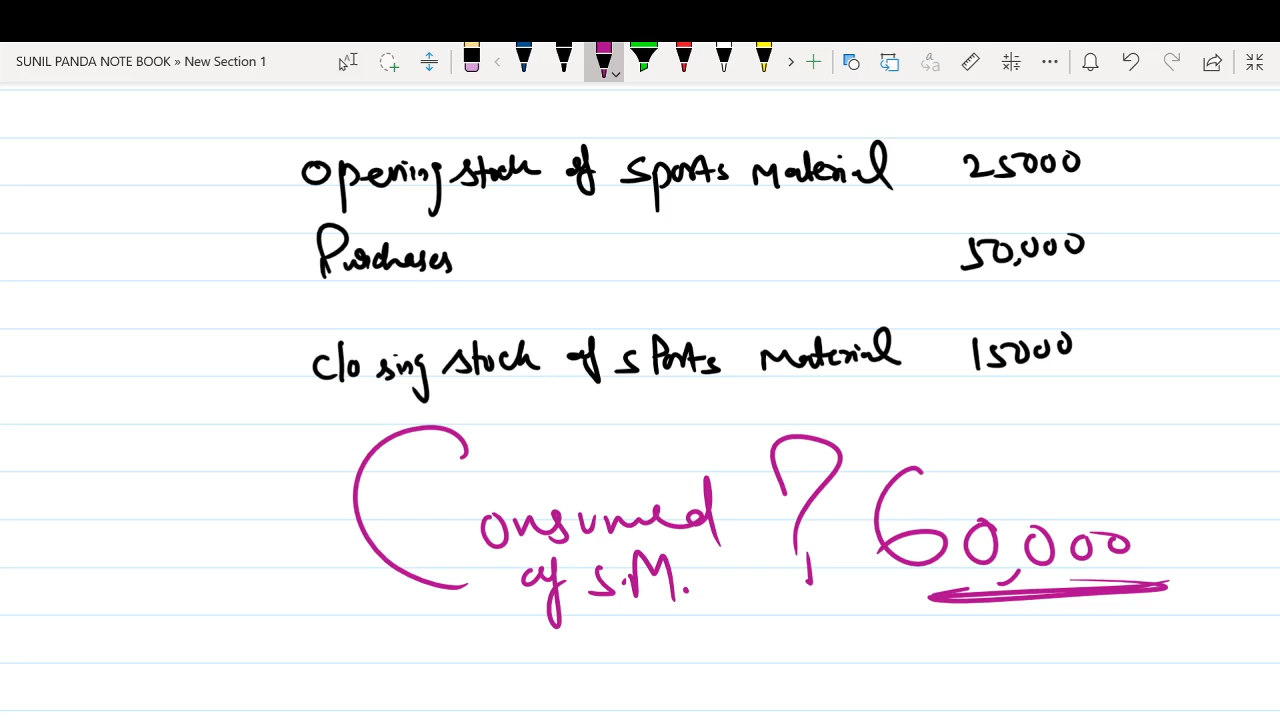 SUNIL PANDA NOTE BOOK » New Section 1
Opening stock of sports Material 25000
Purchases 50,000
Closing stock of sports Material 15000
Consumed ? 60,000
of S.M.